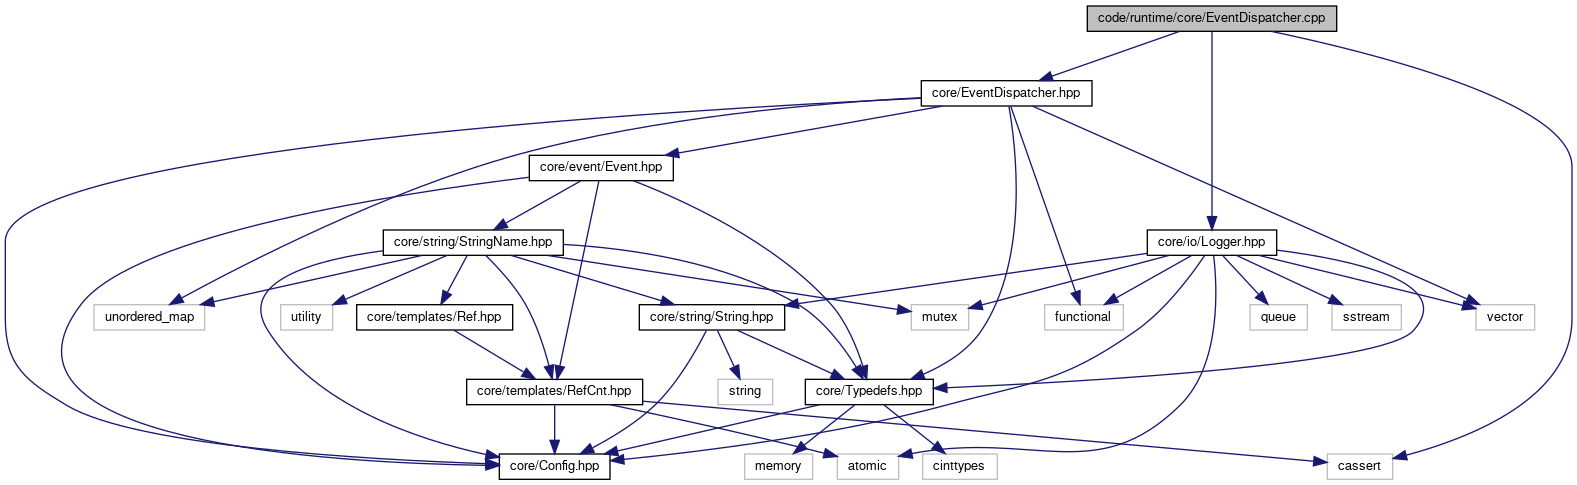 code/runtime/core/EventDispatcher.cpp
core/EventDispatcher.hpp
core/event/Event.hpp
core/string/StringName.hpp
core/io/Logger.hpp
unordered_map
utility
core/templates/Ref.hpp
core/string/String.hpp
mutex
functional
queue
sstream
vector
core/templates/RefCnt.hpp
string
core/Typedefs.hpp
core/Config.hpp
memory
atomic
cinttypes
cassert